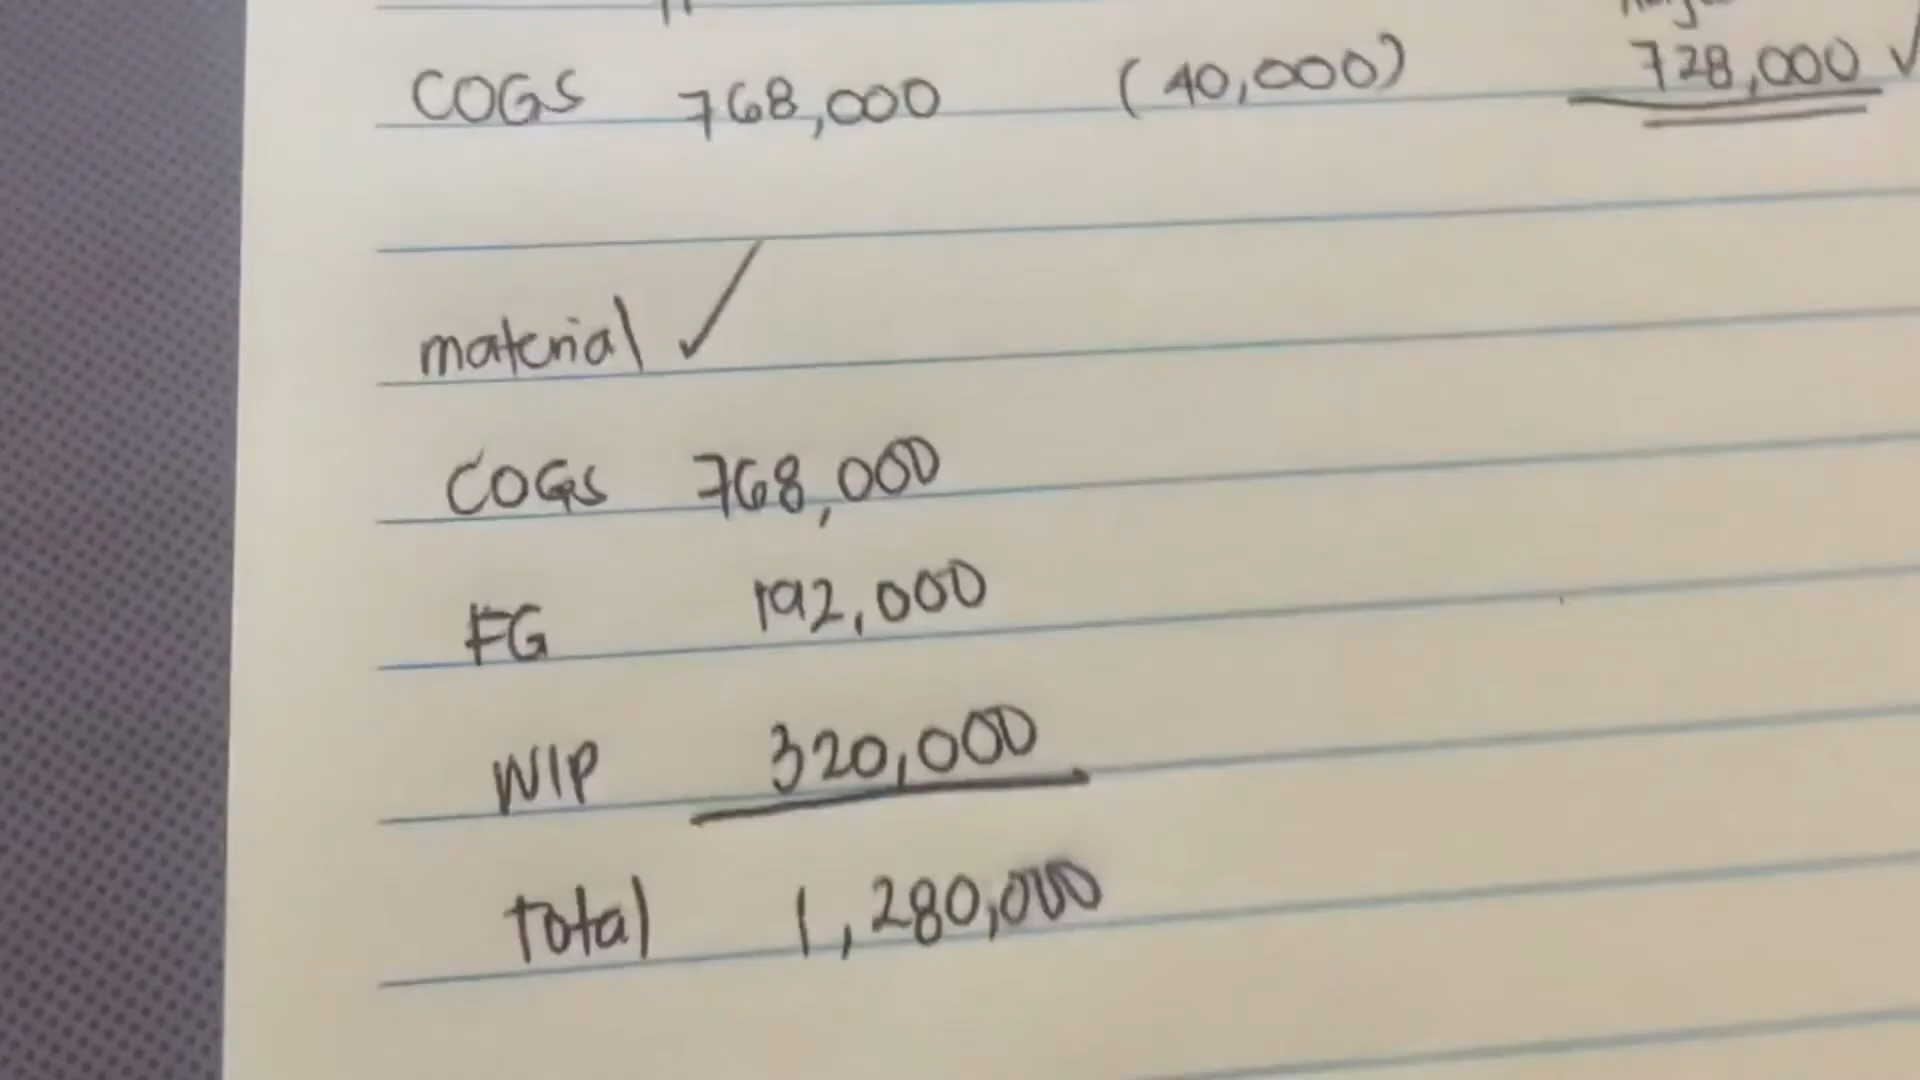 COGS 768,000 (40,000) 728,000 ✓
material ✓
COGS 768,000
FG 192,000
WIP 320,000
total 1,280,000